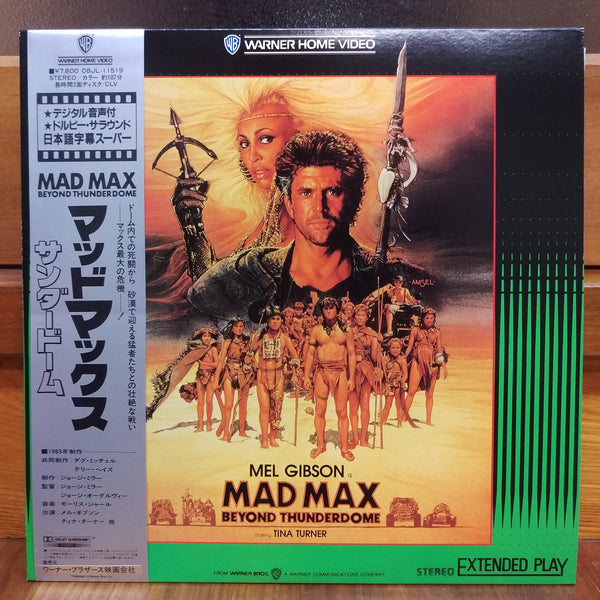 WARNER HOME VIDEO
¥7,800 08JL-11519
STEREO/カラー 約107分
長時間2面ディスク CLV
★デジタル音声付
★ドルビー・サラウンド
日本語字幕スーパー
MAD MAX
BEYOND THUNDERDOME
マッドマックス
サンダードーム
ドーム内での死闘から 砂漠で迎える猛者たちとの壮絶な戦い
——マックス最大の危機——!
■1985年制作
共同制作 : ダグ・ミッチェル
テリー・ヘイズ
制作 : ジョージ・ミラー
監督 : ジョージ・ミラー
ジョージ・オーグルヴィー
音楽 : モーリス・ジャール
出演 : メル・ギブソン
ティナ・ターナー 他
DOLBY SURROUND
発売元
ワーナー・ブラザース映画会社
WB WARNER HOME VIDEO
AMSEL
MEL GIBSON IS
MAD MAX
BEYOND THUNDERDOME
Starring TINA TURNER
FROM WARNER BROS. A WARNER COMMUNICATIONS COMPANY
STEREO EXTENDED PLAY